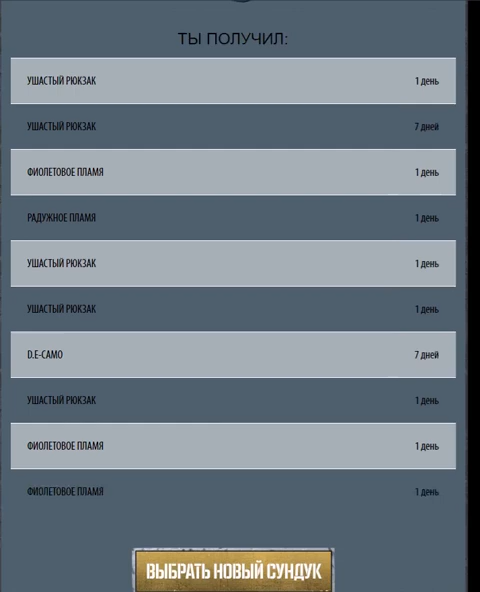 ТЫ ПОЛУЧИЛ:
УШАСТЫЙ РЮКЗАК 1 день
УШАСТЫЙ РЮКЗАК 7 дней
ФИОЛЕТОВОЕ ПЛАМЯ 1 день
РАДУЖНОЕ ПЛАМЯ 1 день
УШАСТЫЙ РЮКЗАК 1 день
УШАСТЫЙ РЮКЗАК 1 день
D.E-CAMO 7 дней
УШАСТЫЙ РЮКЗАК 1 день
ФИОЛЕТОВОЕ ПЛАМЯ 1 день
ФИОЛЕТОВОЕ ПЛАМЯ 1 день
ВЫБРАТЬ НОВЫЙ СУНДУК